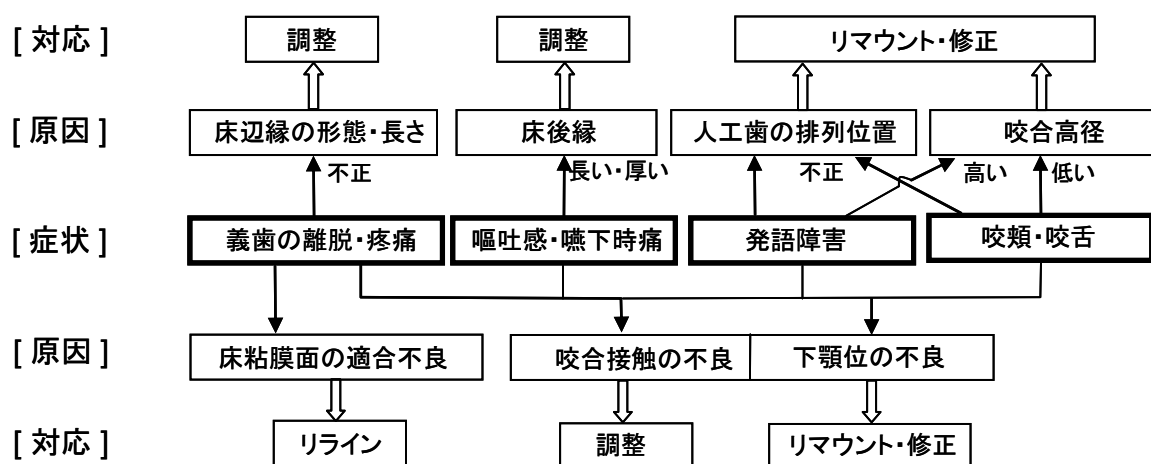 [ 対応 ] 調整 調整 リマウント・修正
[ 原因 ] 床辺縁の形態・長さ 床後縁 人工歯の排列位置 咬合高径
不正 長い・厚い 不正 高い 低い
[ 症状 ] 義歯の離脱・疼痛 嘔吐感・嚥下時痛 発語障害 咬頰・咬舌
[ 原因 ] 床粘膜面の適合不良 咬合接触の不良 下顎位の不良
[ 対応 ] リライン 調整 リマウント・修正